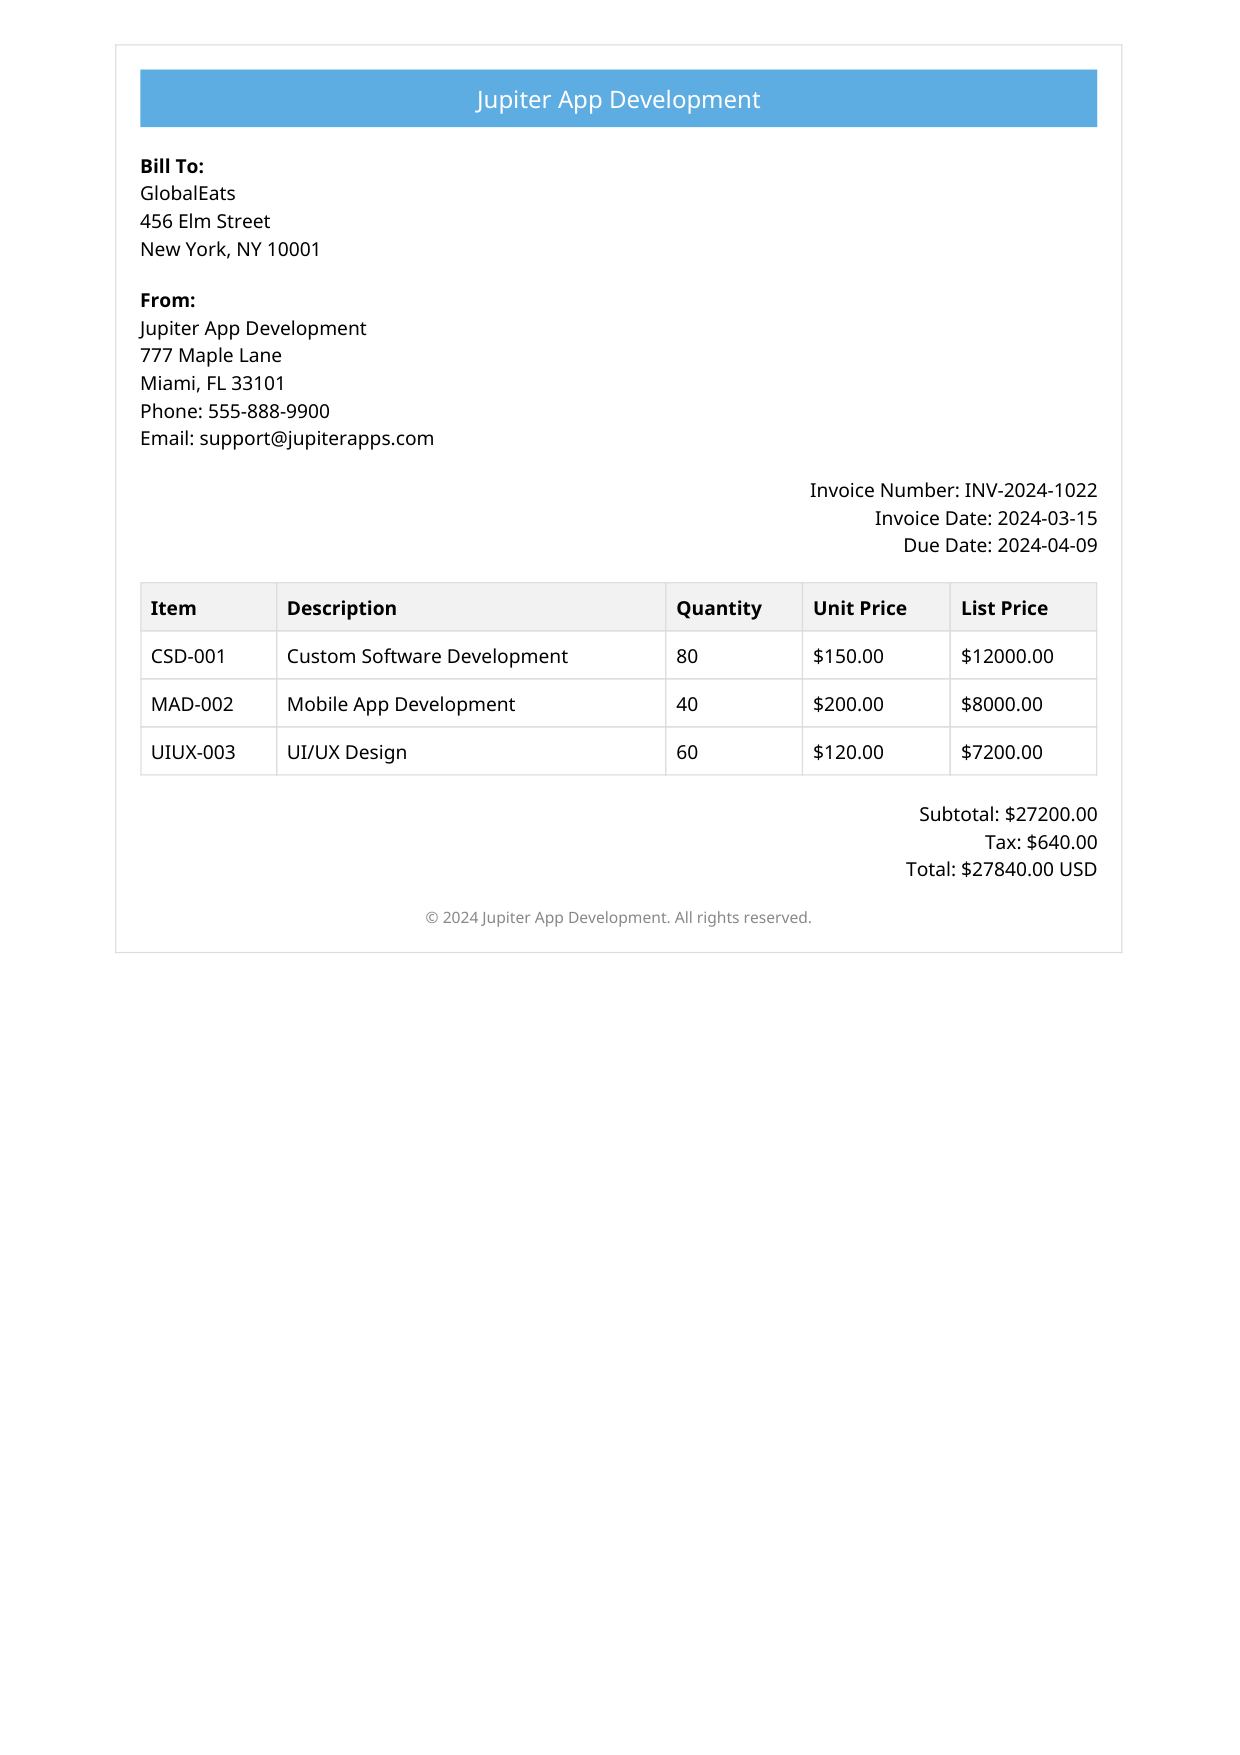 Jupiter App Development
Bill To:
GlobalEats
456 Elm Street
New York, NY 10001
From:
Jupiter App Development
777 Maple Lane
Miami, FL 33101
Phone: 555-888-9900
Email: support@jupiterapps.com
Invoice Number: INV-2024-1022
Invoice Date: 2024-03-15
Due Date: 2024-04-09
Item Description Quantity Unit Price List Price
CSD-001 Custom Software Development 80 $150.00 $12000.00
MAD-002 Mobile App Development 40 $200.00 $8000.00
UIUX-003 UI/UX Design 60 $120.00 $7200.00
Subtotal: $27200.00
Tax: $640.00
Total: $27840.00 USD
© 2024 Jupiter App Development. All rights reserved.